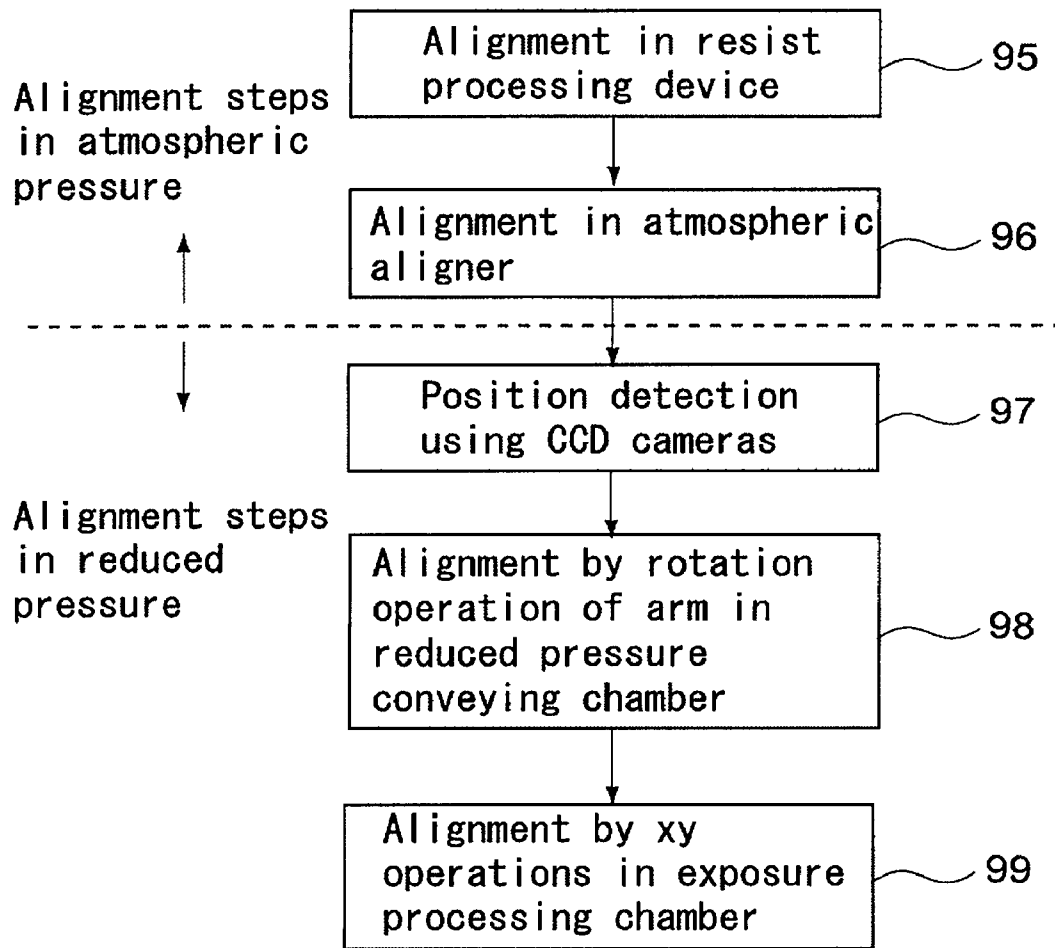 Alignment in resist
processing device
95
Alignment steps
in atmospheric
pressure
Alignment in atmospheric
aligner
96
Position detection
using CCD cameras
97
Alignment steps
in reduced
pressure
Alignment by rotation
operation of arm in
reduced pressure
conveying chamber
98
Alignment by xy
operations in exposure
processing chamber
99